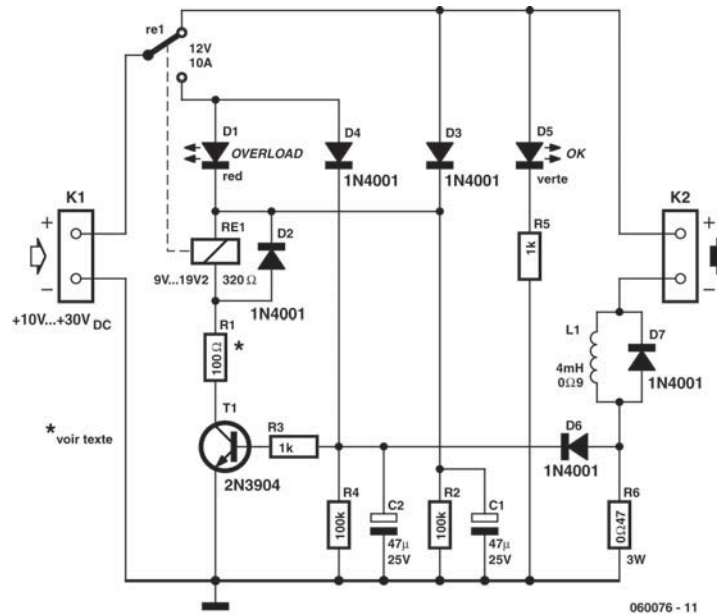 re1
12V
10A
D1
OVERLOAD
red
D4
1N4001
D3
1N4001
D5
OK
verte
K1
+
−
+10V...+30V DC
K2
+
−
RE1
9V...19V2
320Ω
D2
1N4001
R5
1k
R1
100Ω
*
L1
4mH
0Ω9
D7
1N4001
* voir texte
T1
2N3904
R3
1k
D6
1N4001
R4
100k
C2
47µ
25V
R2
100k
C1
47µ
25V
R6
0Ω47
3W
060076 - 11